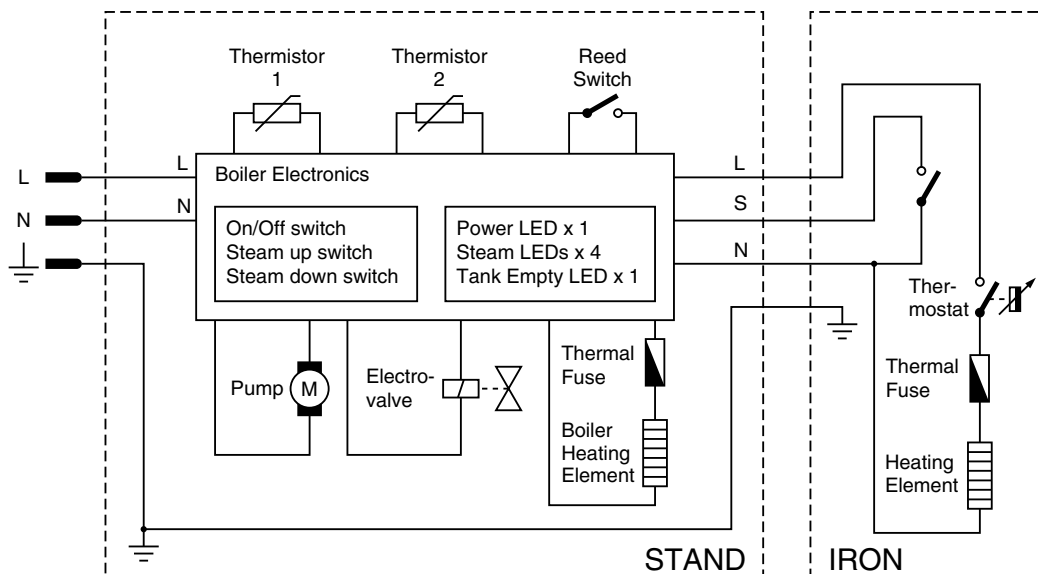 Thermistor
1
Thermistor
2
Reed
Switch
L
N
L
N
Boiler Electronics
On/Off switch
Steam up switch
Steam down switch
Power LED x 1
Steam LEDs x 4
Tank Empty LED x 1
L
S
N
Pump
M
Electro-
valve
Thermal
Fuse
Boiler
Heating
Element
Ther-
mostat
Thermal
Fuse
Heating
Element
STAND
IRON